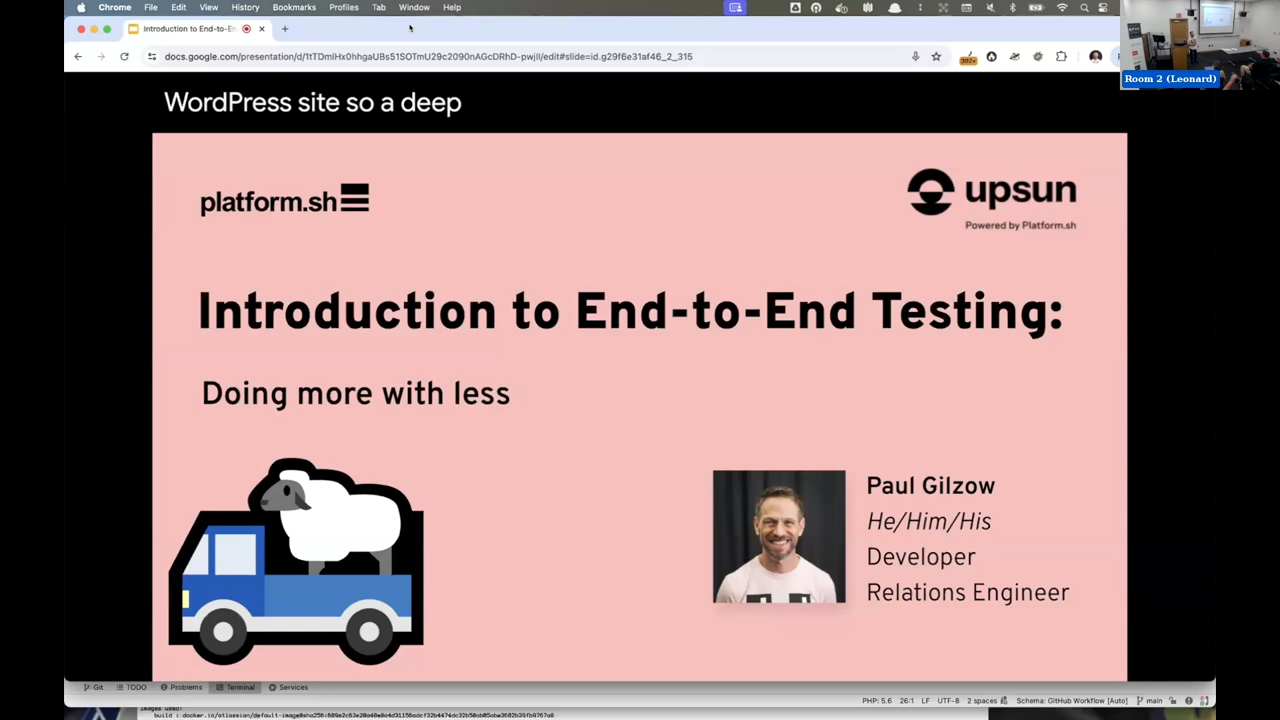 Chrome File Edit View History Bookmarks Profiles Tab Window Help
Introduction to End-to-En
docs.google.com/presentation/d/1tTDmlHx0hhgaUBs51SOTmU29c2090nAGcDRhD-pwjlI/edit#slide=id.g29f6e31af46_2_315
Room 2 (Leonard)
WordPress site so a deep
platform.sh
upsun
Powered by Platform.sh
Introduction to End-to-End Testing:
Doing more with less
Paul Gilzow
He/Him/His
Developer
Relations Engineer
Git TODO Problems Terminal Services
PHP: 5.6 26:1 LF UTF-8 2 spaces Schema: GitHub Workflow [Auto] main
images used: